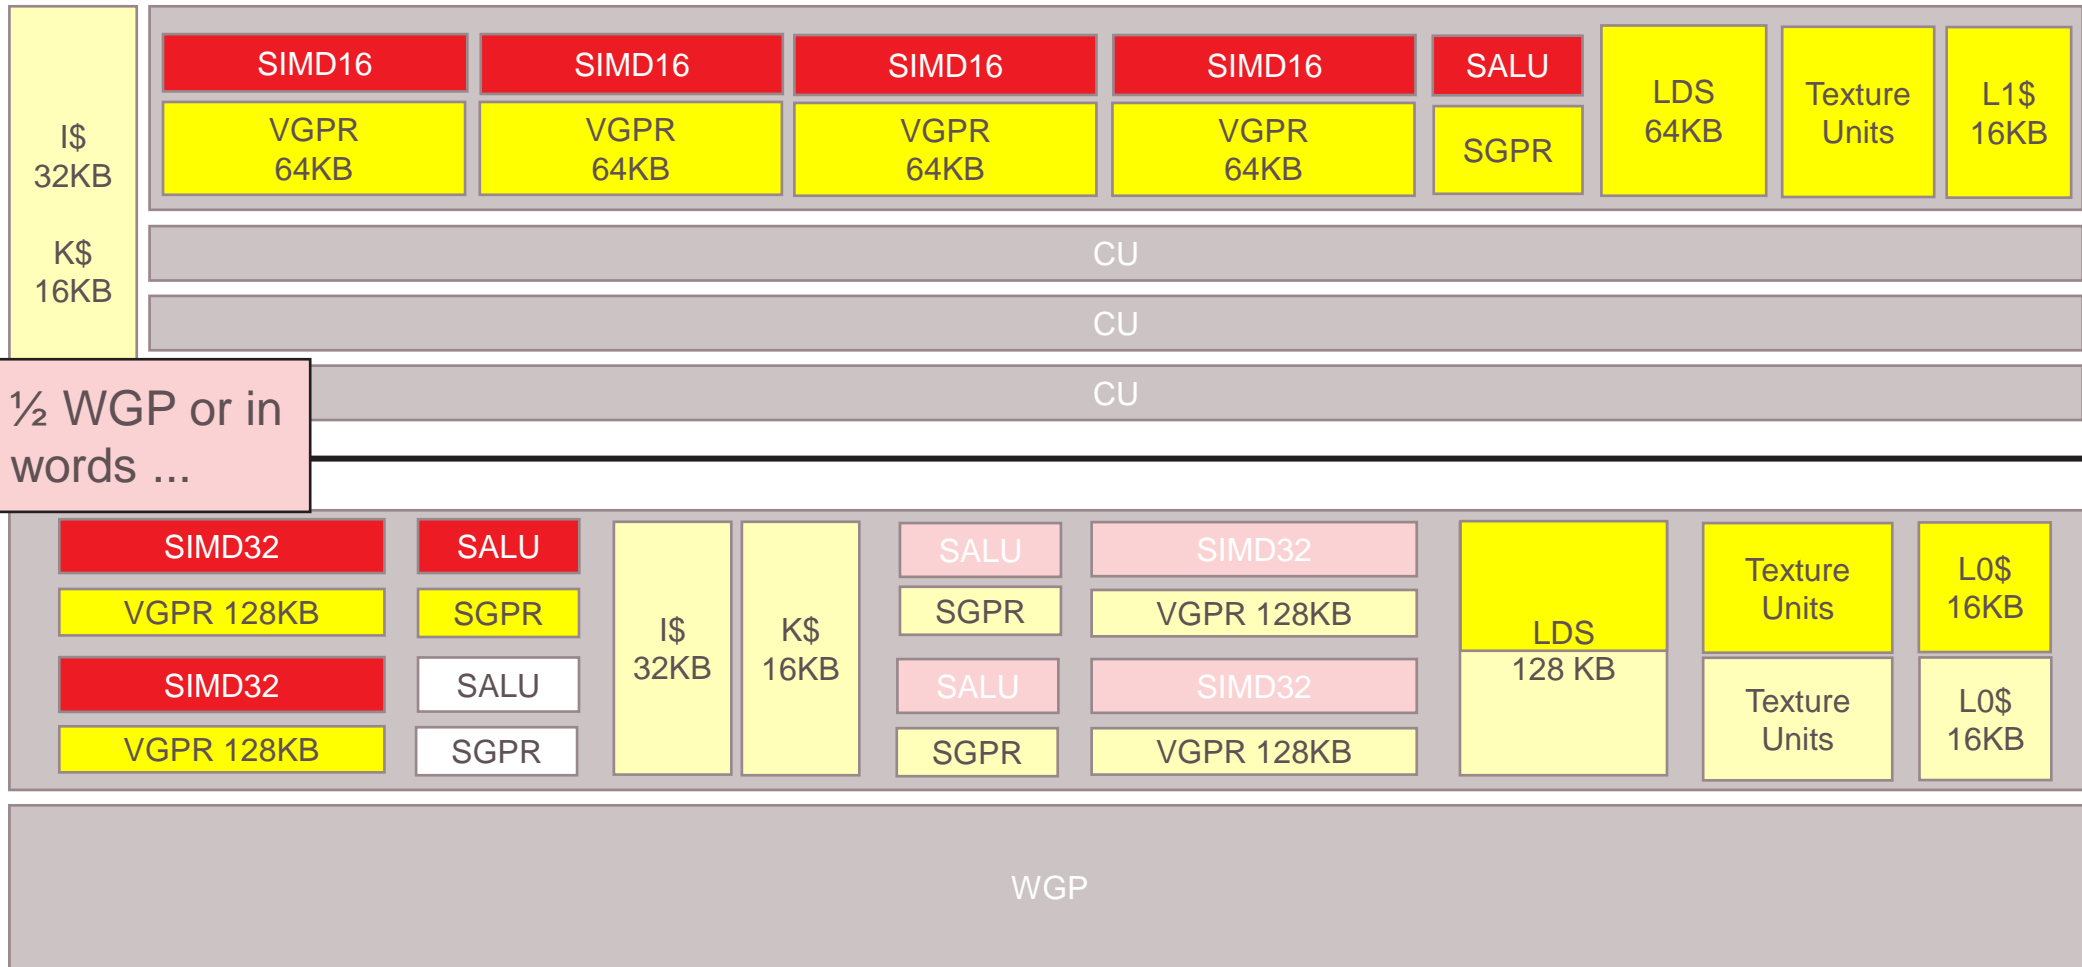 SIMD16
SIMD16
SIMD16
SIMD16
SALU
VGPR
64KB
VGPR
64KB
VGPR
64KB
VGPR
64KB
SGPR
LDS
64KB
Texture
Units
L1$
16KB
I$
32KB
K$
16KB
CU
CU
CU
½ WGP or in
words ...
SIMD32
SALU
VGPR 128KB
SGPR
SIMD32
SALU
VGPR 128KB
SGPR
I$
32KB
K$
16KB
SALU
SIMD32
SGPR
VGPR 128KB
SALU
SIMD32
SGPR
VGPR 128KB
LDS
128 KB
Texture
Units
L0$
16KB
Texture
Units
L0$
16KB
WGP